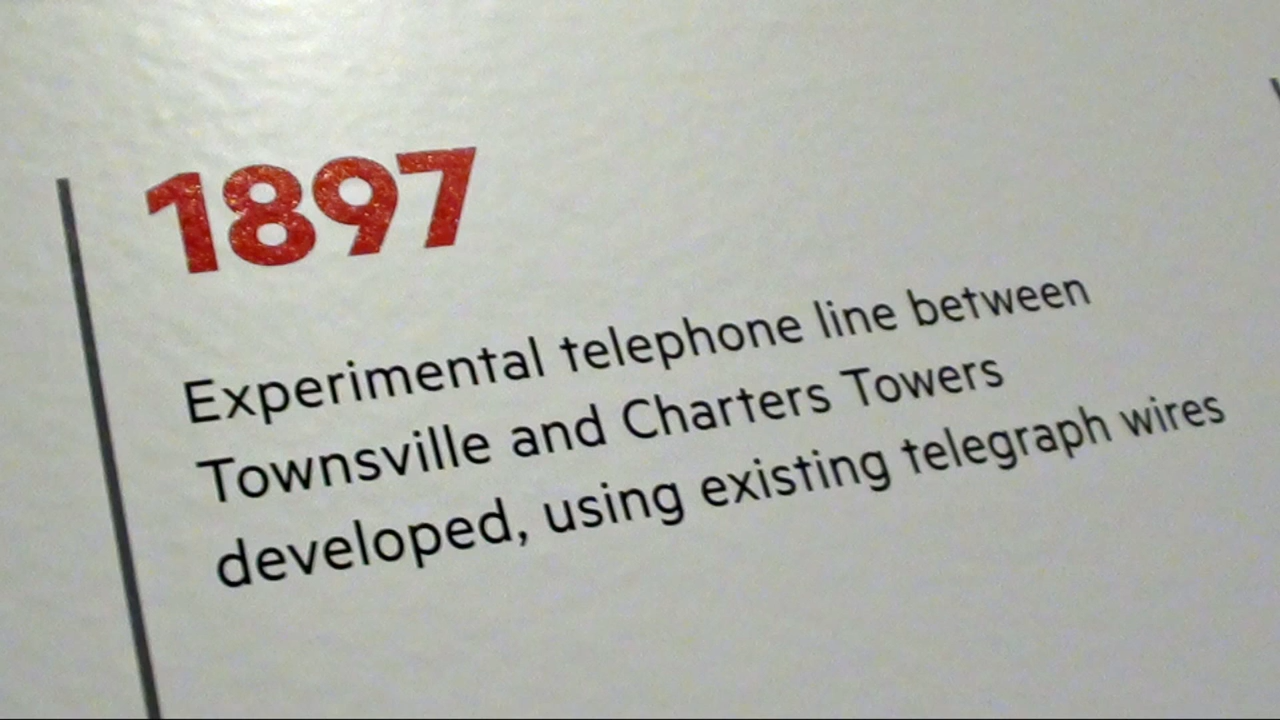 1897
Experimental telephone line between
Townsville and Charters Towers
developed, using existing telegraph wires